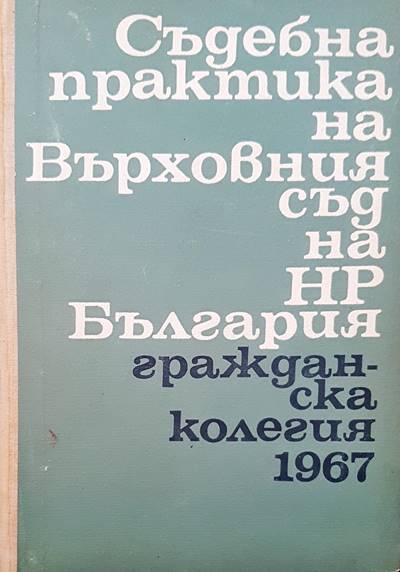 Съдебна
практика
на
Върховния
съд
на
НР
България
граждан-
ска
колегия
1967